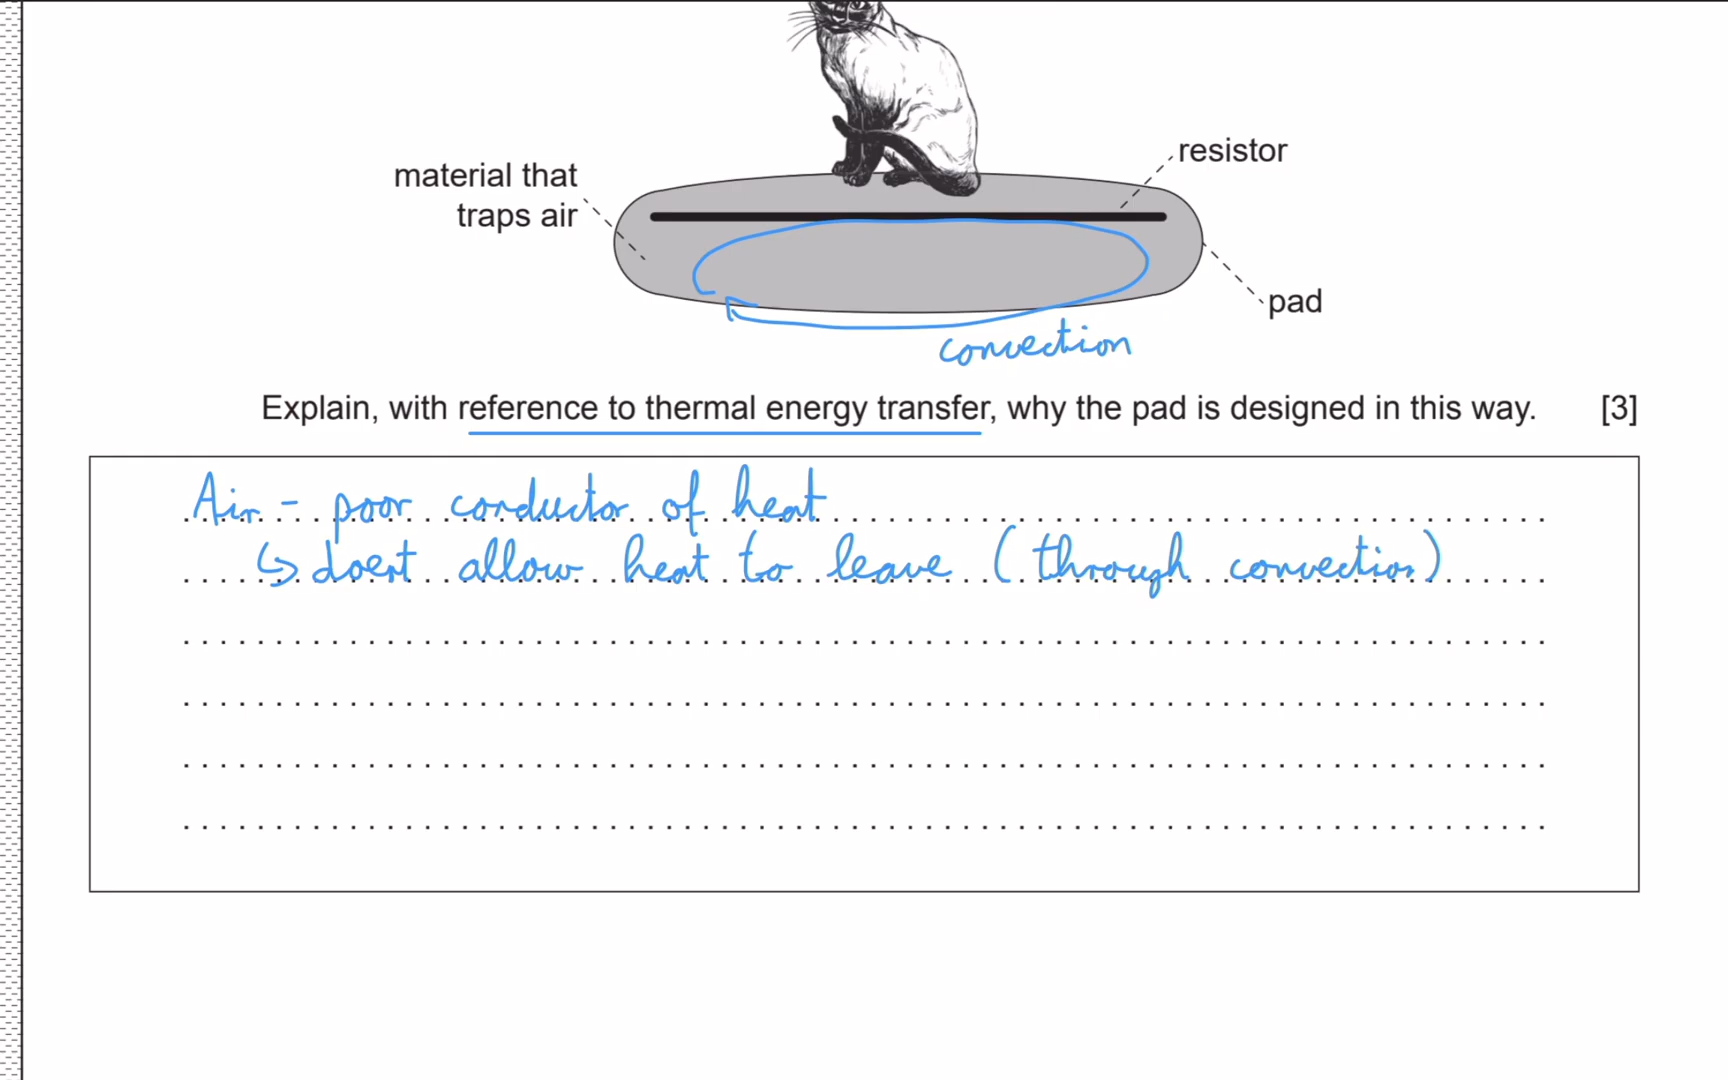 resistor
material that
traps air
pad
convection
Explain, with reference to thermal energy transfer, why the pad is designed in this way. [3]
Air - poor conductor of heat
↳ doesnt allow heat to leave (through convection)